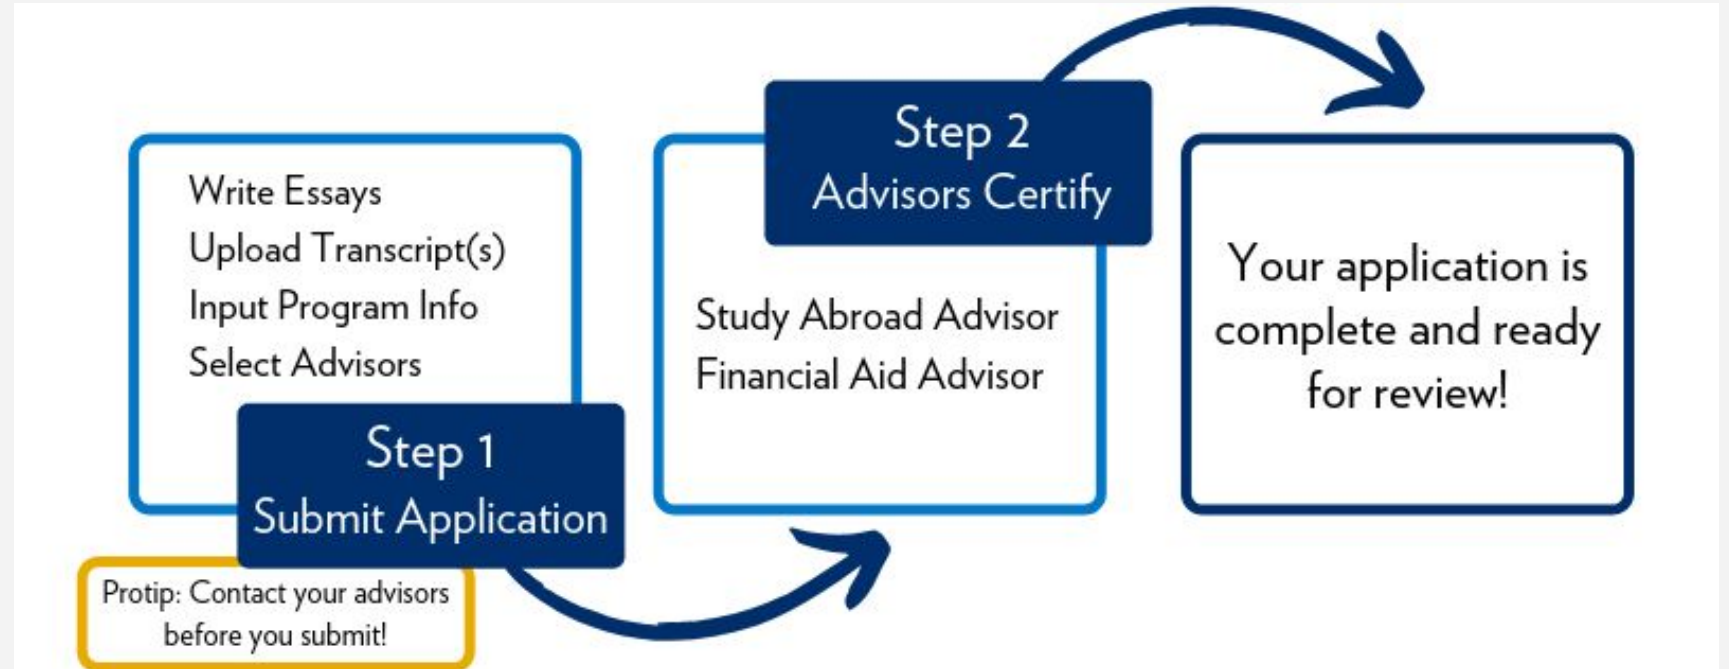 Write Essays
Upload Transcript(s)
Input Program Info
Select Advisors
Step 1
Submit Application
Protip: Contact your advisors
before you submit!
Step 2
Advisors Certify
Study Abroad Advisor
Financial Aid Advisor
Your application is
complete and ready
for review!